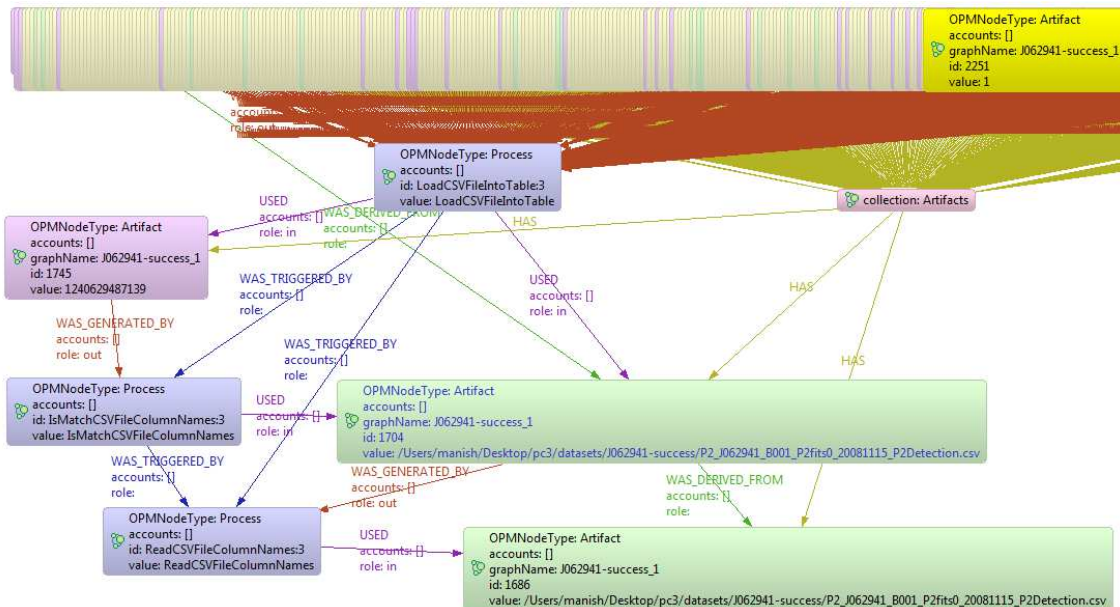 OPMNodeType: Artifact
accounts: []
graphName: J062941-success_1
id: 2251
value: 1
accounts: []
role: out
OPMNodeType: Process
accounts: []
id: LoadCSVFileIntoTable:3
value: LoadCSVFileIntoTable
collection: Artifacts
USED
accounts: []
role: in
WAS_DERIVED_FROM
accounts: []
role:
HAS
OPMNodeType: Artifact
accounts: []
graphName: J062941-success_1
id: 1745
value: 1240629487139
WAS_TRIGGERED_BY
accounts: []
role:
USED
accounts: []
role: in
HAS
WAS_GENERATED_BY
accounts: []
role: out
WAS_TRIGGERED_BY
accounts: []
role:
HAS
OPMNodeType: Process
accounts: []
id: IsMatchCSVFileColumnNames:3
value: IsMatchCSVFileColumnNames
USED
accounts: []
role: in
OPMNodeType: Artifact
accounts: []
graphName: J062941-success_1
id: 1704
value: /Users/manish/Desktop/pc3/datasets/J062941-success/P2_J062941_B001_P2fits0_20081115_P2Detection.csv
WAS_TRIGGERED_BY
accounts: []
role:
WAS_GENERATED_BY
accounts: []
role: out
WAS_DERIVED_FROM
accounts: []
role:
OPMNodeType: Process
accounts: []
id: ReadCSVFileColumnNames:3
value: ReadCSVFileColumnNames
USED
accounts: []
role: in
OPMNodeType: Artifact
accounts: []
graphName: J062941-success_1
id: 1686
value: /Users/manish/Desktop/pc3/datasets/J062941-success/P2_J062941_B001_P2fits0_20081115_P2Detection.csv